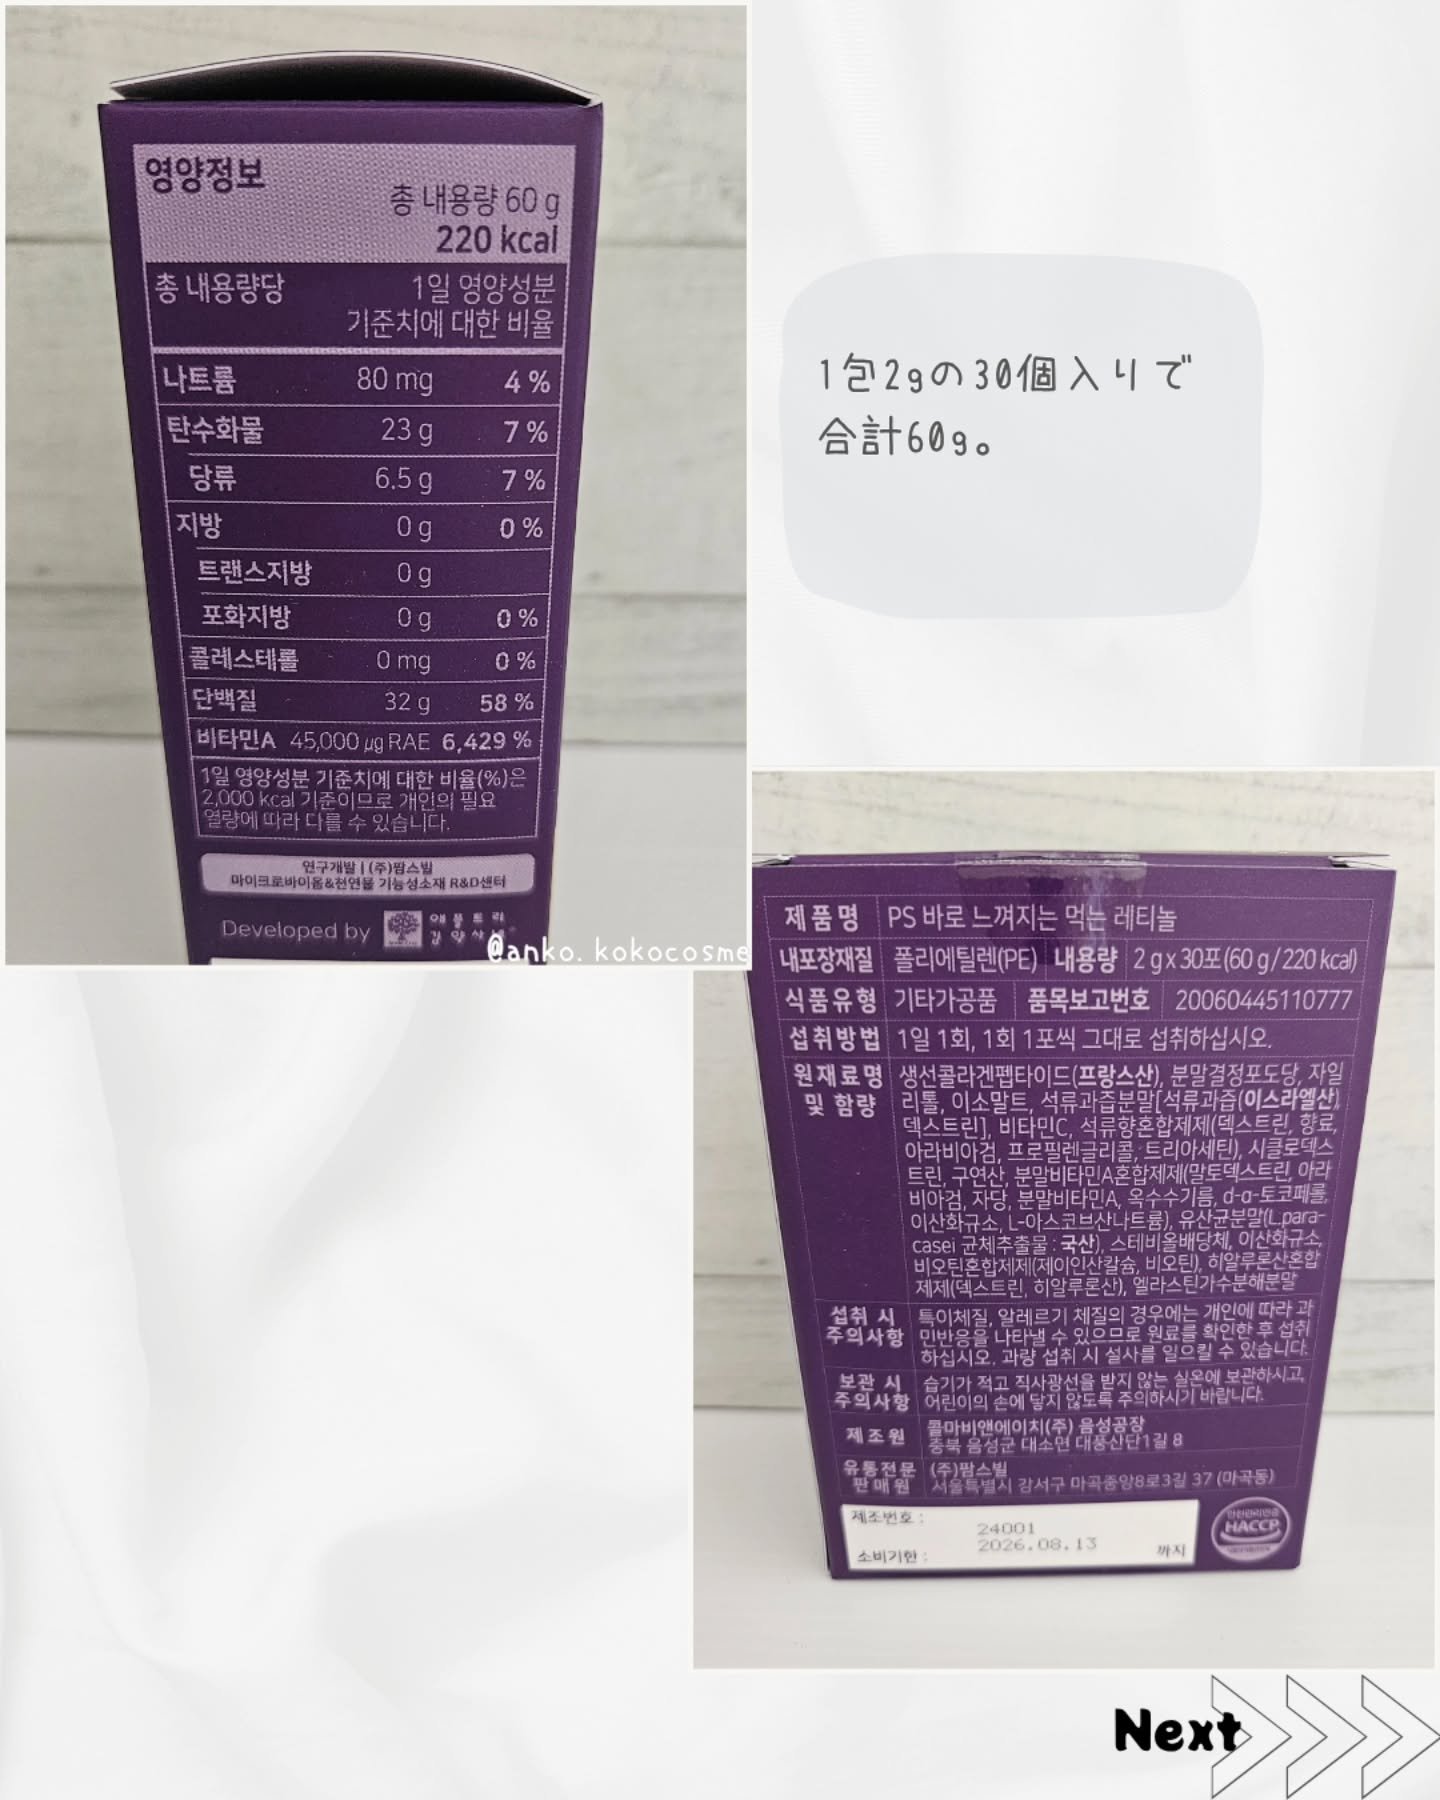 영양정보
총 내용량 60 g
220 kcal
총 내용량당 1일 영양성분
기준치에 대한 비율
나트륨 80 mg 4 %
탄수화물 23 g 7 %
당류 6.5 g 7 %
지방 0 g 0 %
트랜스지방 0 g
포화지방 0 g 0 %
콜레스테롤 0 mg 0 %
단백질 32 g 58 %
비타민A 45,000 μg RAE 6,429 %
1일 영양성분 기준치에 대한 비율(%)은
2,000 kcal 기준이므로 개인의 필요
열량에 따라 다를 수 있습니다.
연구개발 | (주)팜스빌
마이크로바이옴&천연물 기능성소재 R&D센터
Developed by 애플트리
김약사네
@anko.kokocosme
1包2gの30個入りで
合計60g。
제품명 PS 바로 느껴지는 먹는 레티놀
내포장재질 폴리에틸렌(PE) 내용량 2 g x 30포(60 g / 220 kcal)
식품유형 기타가공품 품목보고번호 20060445110777
섭취방법 1일 1회, 1회 1포씩 그대로 섭취하십시오.
원재료명 생선콜라겐펩타이드(프랑스산), 분말결정포도당, 자일
및 함량 리톨, 이소말트, 석류과즙분말[석류과즙(이스라엘산),
덱스트린], 비타민C, 석류향혼합제제(덱스트린, 향료,
아라비아검, 프로필렌글리콜, 트리아세틴), 시클로덱스
트린, 구연산, 분말비타민A혼합제제(말토덱스트린, 아라
비아검, 자당, 분말비타민A, 옥수수기름, d-α-토코페롤,
이산화규소, L-아스코브산나트륨), 유산균분말(L.para-
casei 균체추출물 : 국산), 스테비올배당체, 이산화규소,
비오틴혼합제제(제이인산칼슘, 비오틴), 히알루론산혼합
제제(덱스트린, 히알루론산), 엘라스틴가수분해분말
섭취 시 특이체질, 알레르기 체질의 경우에는 개인에 따라 과
주의사항 민반응을 나타낼 수 있으므로 원료를 확인한 후 섭취
하십시오. 과량 섭취 시 설사를 일으킬 수 있습니다.
보관 시 습기가 적고 직사광선을 받지 않는 실온에 보관하시고,
주의사항 어린이의 손에 닿지 않도록 주의하시기 바랍니다.
제조원 콜마비앤에이치(주) 음성공장
충북 음성군 대소면 대풍산단1길 8
유통전문 (주)팜스빌
판매원 서울특별시 강서구 마곡중앙8로3길 37 (마곡동)
제조번호 : 24001
소비기한 : 2026.08.13 까지
HACCP
Next